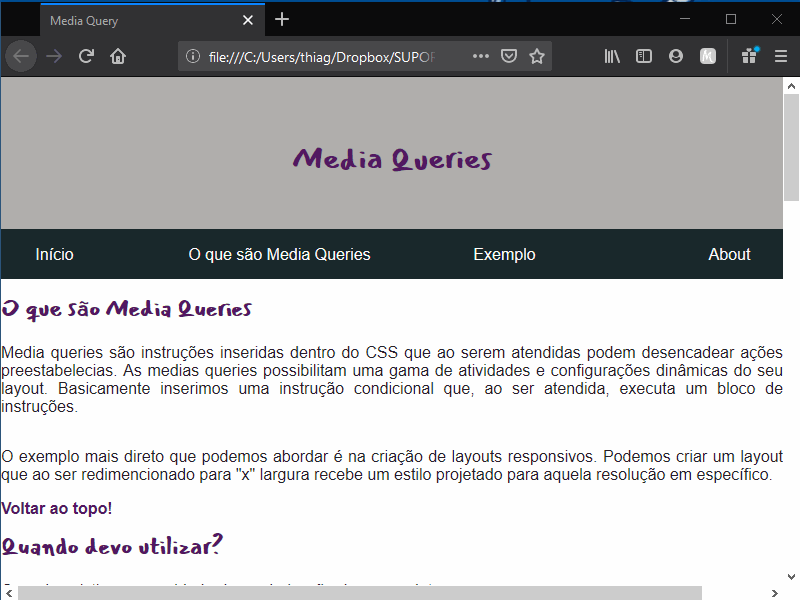 Media Query
file:///C:/Users/thiag/Dropbox/SUPOR
Media Queries
Início O que são Media Queries Exemplo About
O que são Media Queries
Media queries são instruções inseridas dentro do CSS que ao serem atendidas podem desencadear ações
preestabelecias. As medias queries possibilitam uma gama de atividades e configurações dinâmicas do seu
layout. Basicamente inserimos uma instrução condicional que, ao ser atendida, executa um bloco de
instruções.
O exemplo mais direto que podemos abordar é na criação de layouts responsivos. Podemos criar um layout
que ao ser redimencionado para "x" largura recebe um estilo projetado para aquela resolução em específico.
Voltar ao topo!
Quando devo utilizar?